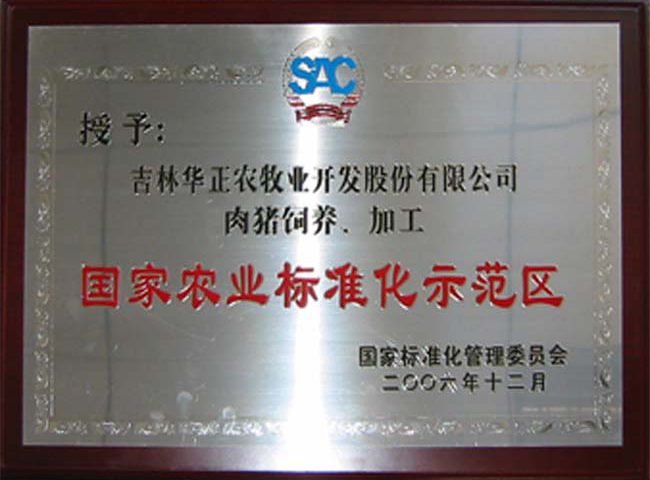 SAC
授予:
吉林华正农牧业开发股份有限公司
肉猪饲养、加工
国家农业标准化示范区
国家标准化管理委员会
二〇〇六年十二月